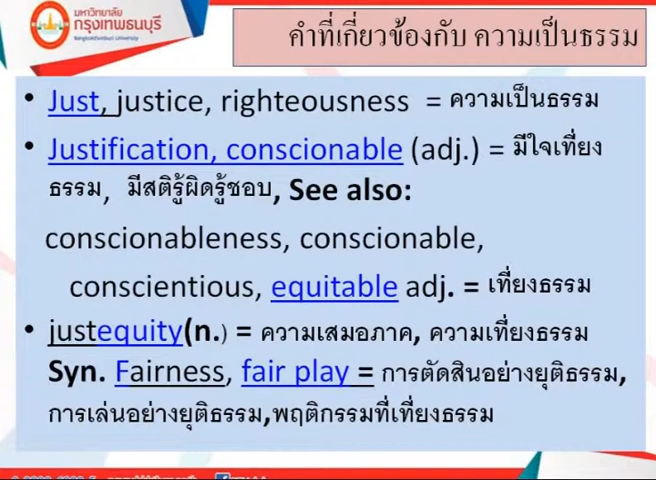 มหาวิทยาลัย
กรุงเทพธนบุรี
BangkokThonburi University
คำที่เกี่ยวข้องกับ ความเป็นธรรม
• Just, justice, righteousness = ความเป็นธรรม
• Justification, conscionable (adj.) = มีใจเที่ยง
ธรรม, มีสติรู้ผิดรู้ชอบ, See also:
conscionableness, conscionable,
conscientious, equitable adj. = เที่ยงธรรม
• justequity(n.) = ความเสมอภาค, ความเที่ยงธรรม
Syn. Fairness, fair play = การตัดสินอย่างยุติธรรม,
การเล่นอย่างยุติธรรม,พฤติกรรมที่เที่ยงธรรม